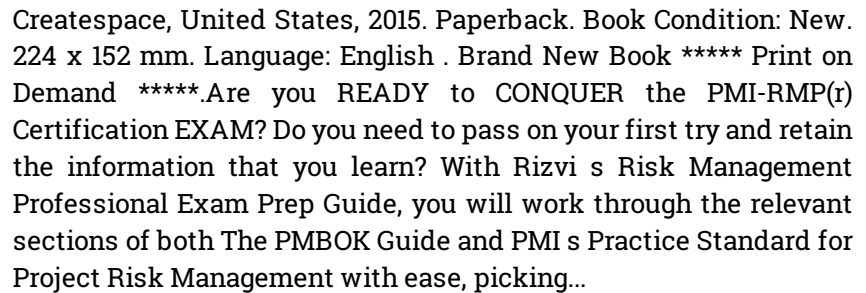 Createspace, United States, 2015. Paperback. Book Condition: New.
224 x 152 mm. Language: English . Brand New Book ***** Print on
Demand *****.Are you READY to CONQUER the PMI-RMP(r)
Certification EXAM? Do you need to pass on your first try and retain
the information that you learn? With Rizvi s Risk Management
Professional Exam Prep Guide, you will work through the relevant
sections of both The PMBOK Guide and PMI s Practice Standard for
Project Risk Management with ease, picking...